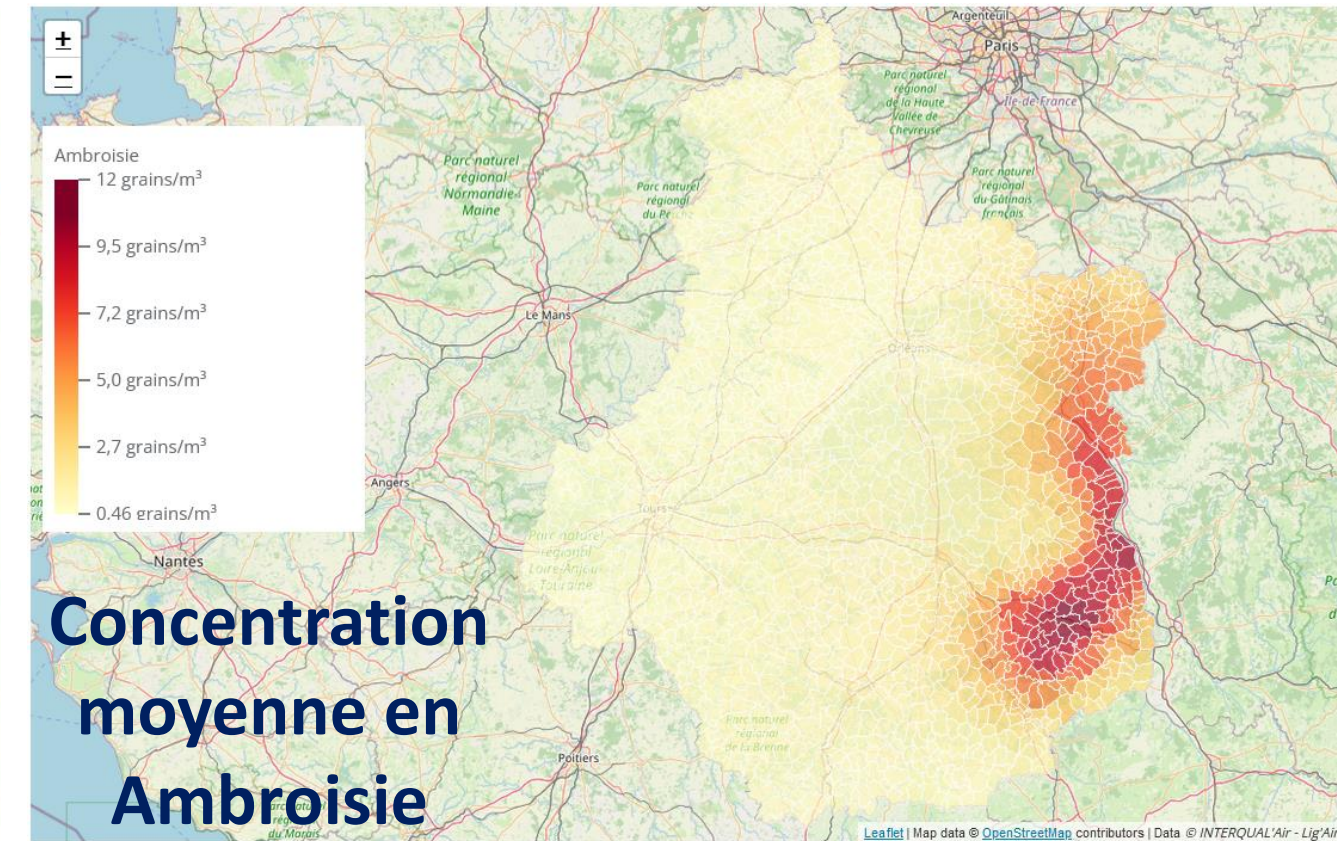 +
−
Ambroisie
12 grains/m³
9,5 grains/m³
7,2 grains/m³
5,0 grains/m³
2,7 grains/m³
0.46 grains/m³
Argenteuil
Paris
Île-de-France
Parc naturel
régional
de la Haute
Vallée de
Chevreuse
Parc naturel
régional
Normandie-
Maine
Parc naturel
régional
du
Parc naturel
régional
du Gâtinais
français
Le Mans
Orléans
Angers
Tours
Parc naturel
régional
Loire-Anjou-
Touraine
Nantes
Concentration
moyenne en
Ambroisie
Parc naturel
régional
de la Brenne
Poitiers
du Marais
Leaflet | Map data © OpenStreetMap contributors | Data © INTERQUAL'Air - Lig'Air